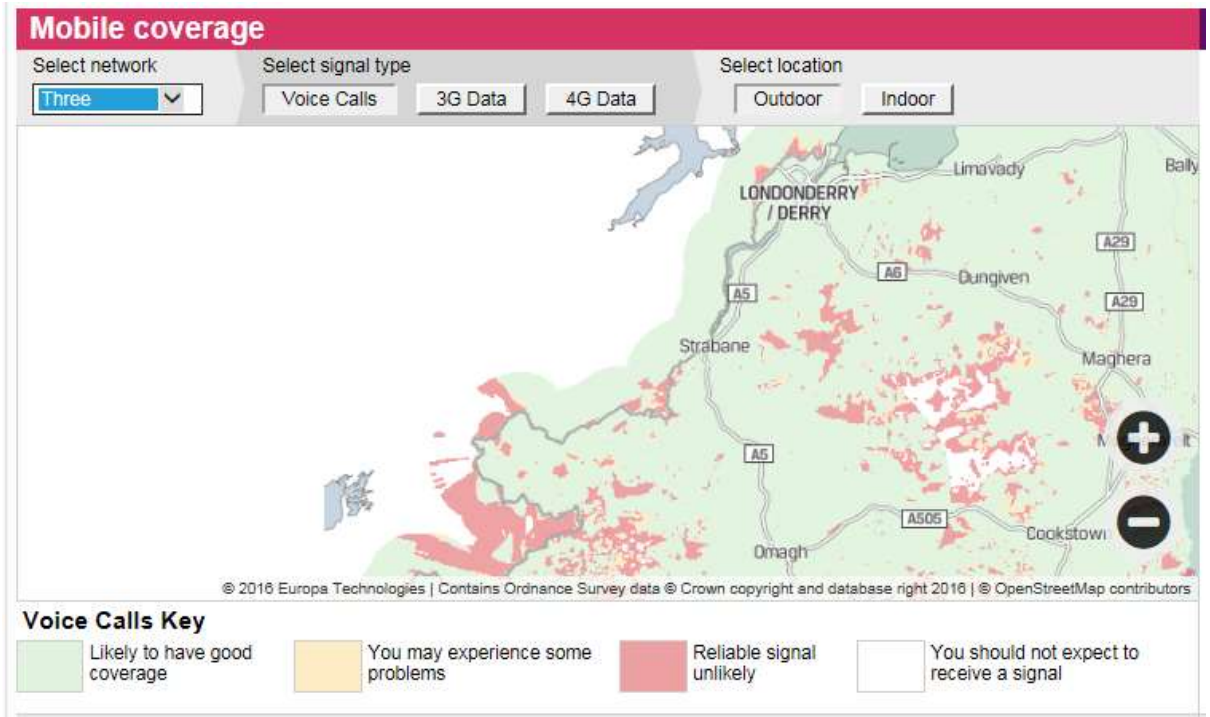 Mobile coverage
Select network
Select signal type
Select location
Three
Voice Calls
3G Data
4G Data
Outdoor
Indoor
Limavady
Bally
LONDONDERRY
/ DERRY
A29
A6
Dungiven
A5
A29
Strabane
Maghera
A5
A505
Cookstow
Omagh
© 2016 Europa Technologies | Contains Ordnance Survey data © Crown copyright and database right 2016 | © OpenStreetMap contributors
Voice Calls Key
Likely to have good
coverage
You may experience some
problems
Reliable signal
unlikely
You should not expect to
receive a signal